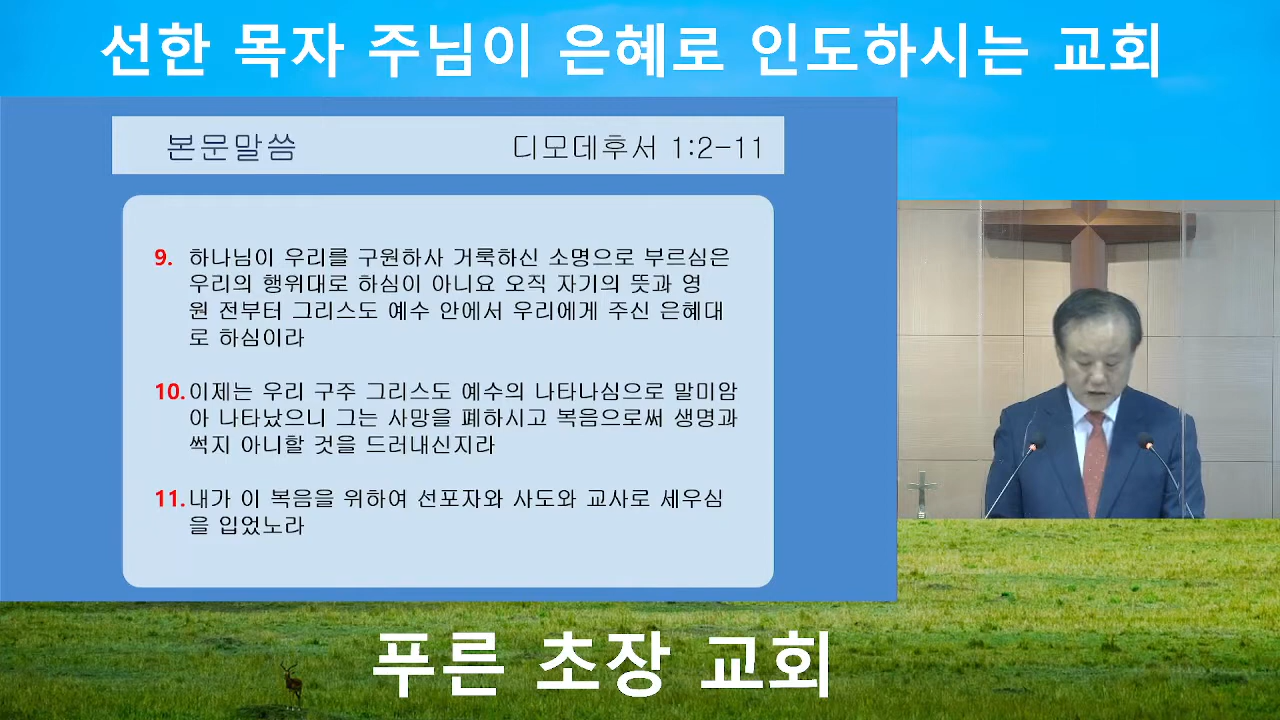 선한 목자 주님이 은혜로 인도하시는 교회
본문말씀 디모데후서 1:2-11
9. 하나님이 우리를 구원하사 거룩하신 소명으로 부르심은
우리의 행위대로 하심이 아니요 오직 자기의 뜻과 영
원 전부터 그리스도 예수 안에서 우리에게 주신 은혜대
로 하심이라
10. 이제는 우리 구주 그리스도 예수의 나타나심으로 말미암
아 나타났으니 그는 사망을 폐하시고 복음으로써 생명과
썩지 아니할 것을 드러내신지라
11. 내가 이 복음을 위하여 선포자와 사도와 교사로 세우심
을 입었노라
푸른 초장 교회